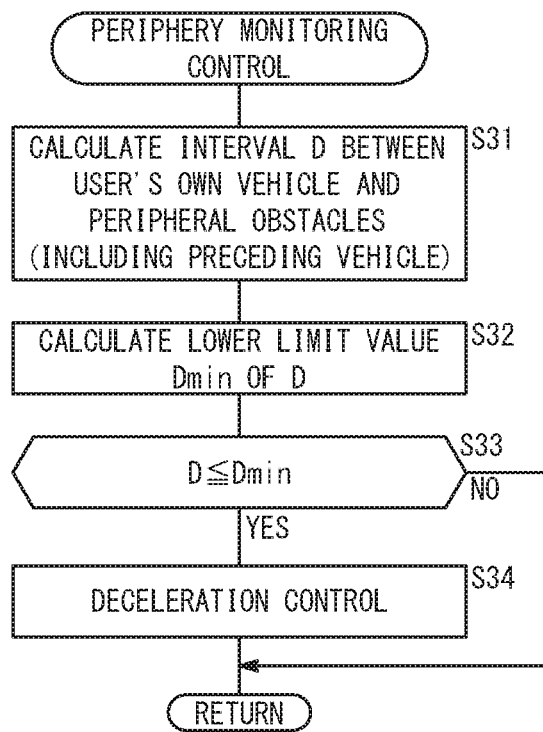 PERIPHERY MONITORING
CONTROL
S31
CALCULATE INTERVAL D BETWEEN
USER'S OWN VEHICLE AND
PERIPHERAL OBSTACLES
(INCLUDING PRECEDING VEHICLE)
S32
CALCULATE LOWER LIMIT VALUE
Dmin OF D
S33
D≦Dmin
NO
YES
S34
DECELERATION CONTROL
RETURN